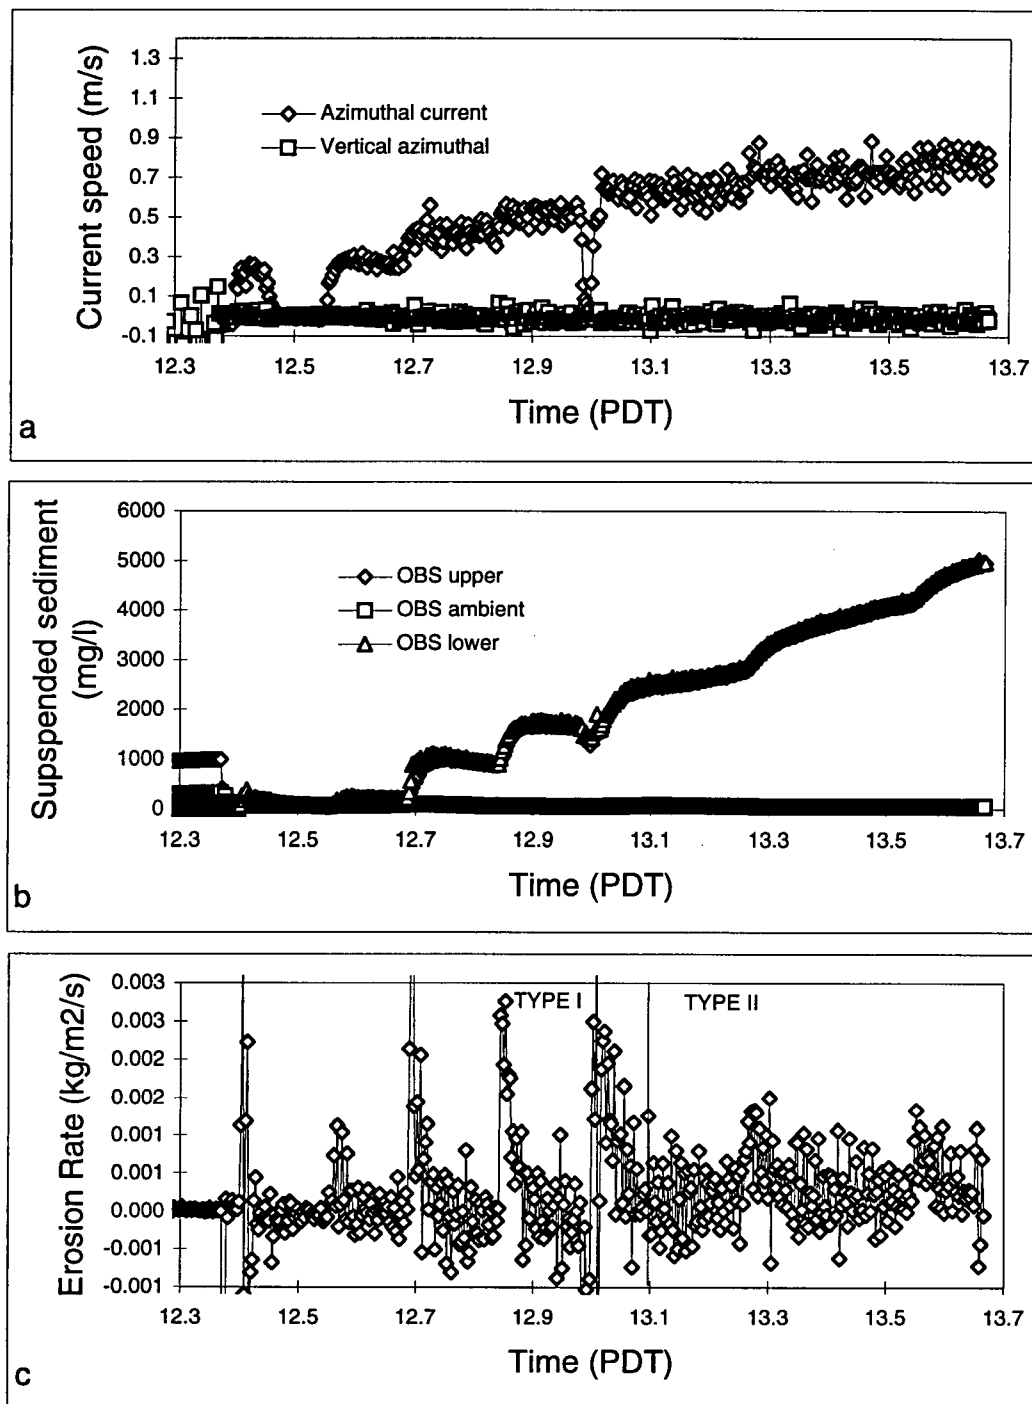 Current speed (m/s)
1.3
1.1
0.9
0.7
0.5
0.3
0.1
-0.1
Azimuthal current
Vertical azimuthal
12.3 12.5 12.7 12.9 13.1 13.3 13.5 13.7
Time (PDT)
a
Supspended sediment
(mg/l)
6000
5000
4000
3000
2000
1000
0
OBS upper
OBS ambient
OBS lower
12.3 12.5 12.7 12.9 13.1 13.3 13.5 13.7
Time (PDT)
b
Erosion Rate (kg/m2/s)
0.003
0.003
0.002
0.002
0.001
0.001
0.000
-0.001
-0.001
TYPE I
TYPE II
12.3 12.5 12.7 12.9 13.1 13.3 13.5 13.7
Time (PDT)
c